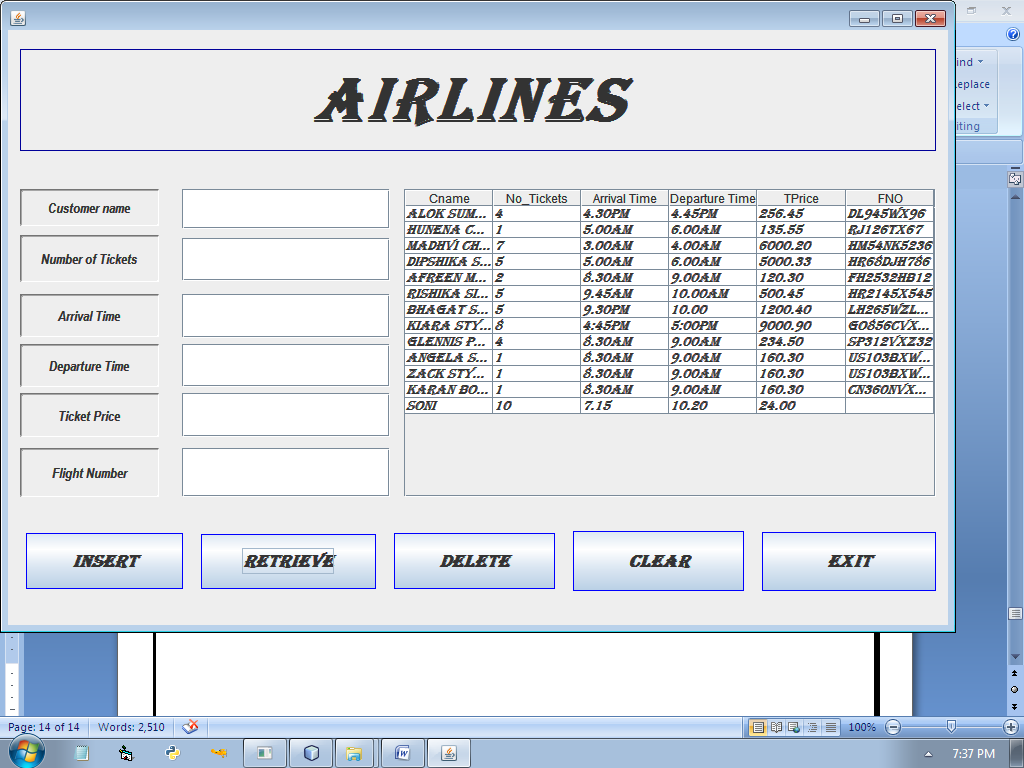 ind
eplace
elect
iting
AIRLINES
Customer name
Number of Tickets
Arrival Time
Departure Time
Ticket Price
Flight Number
Cname No_Tickets Arrival Time Departure Time TPrice FNO
ALOK SUM... 4 4.30PM 4.45PM 256.45 DL945WX96
HUNENA C... 1 5.00AM 6.00AM 135.55 RJ126TX67
MADHVI CH... 7 3.00AM 4.00AM 6000.20 HM54NK5236
DIPSHIKA S... 5 5.00AM 6.00AM 5000.33 HR68DJH786
AFREEN M... 2 8.30AM 9.00AM 120.30 FH2532HB12
RISHIKA SI... 5 9.45AM 10.00AM 500.45 HR2145X545
BHAGAT S... 5 9.30PM 10.00 1200.40 LH265WZL...
KIARA STY... 8 4:45PM 5:00PM 9000.90 GO856CVX...
GLENNIS P... 4 8.30AM 9.00AM 234.50 SP312VXZ32
ANGELA S... 1 8.30AM 9.00AM 160.30 US103BXW...
ZACK STY... 1 8.30AM 9.00AM 160.30 US103BXW...
KARAN BO... 1 8.30AM 9.00AM 160.30 CN360NVX...
SONI 10 7.15 10.20 24.00
INSERT RETRIEVE DELETE CLEAR EXIT
Page: 14 of 14 Words: 2,510 100%
7:37 PM